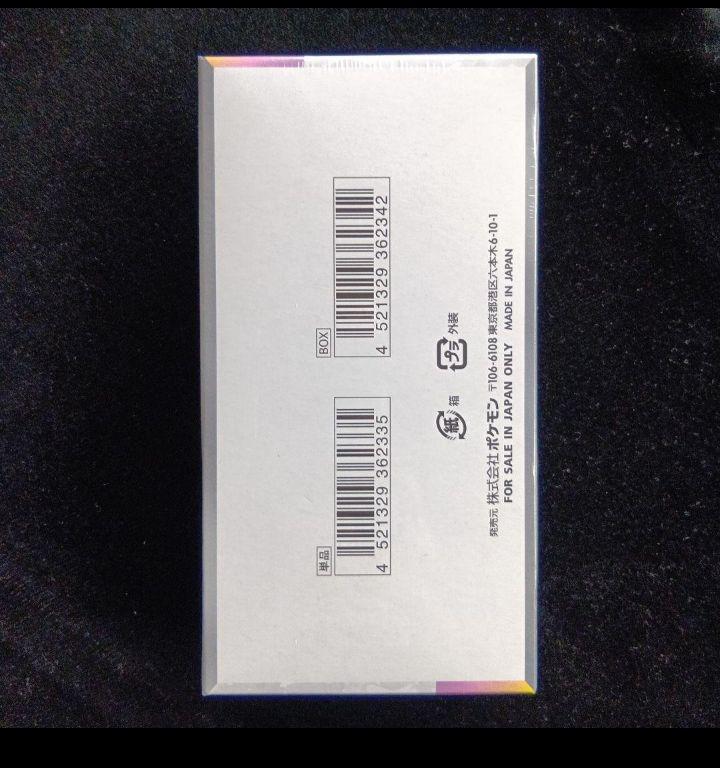 単品
4 521329 362335
BOX
4 521329 362342
紙 箱
プラ 外装
発売元 株式会社ポケモン 〒106-6108 東京都港区六本木6-10-1
FOR SALE IN JAPAN ONLY MADE IN JAPAN